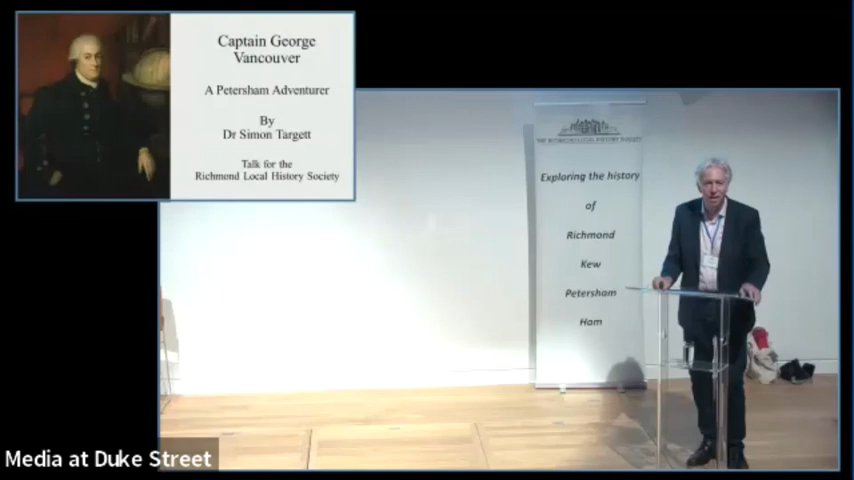 Captain George
Vancouver
A Petersham Adventurer
By
Dr Simon Targett
Talk for the
Richmond Local History Society
THE RICHMOND LOCAL HISTORY SOCIETY
Exploring the history
of
Richmond
Kew
Petersham
Ham
Media at Duke Street